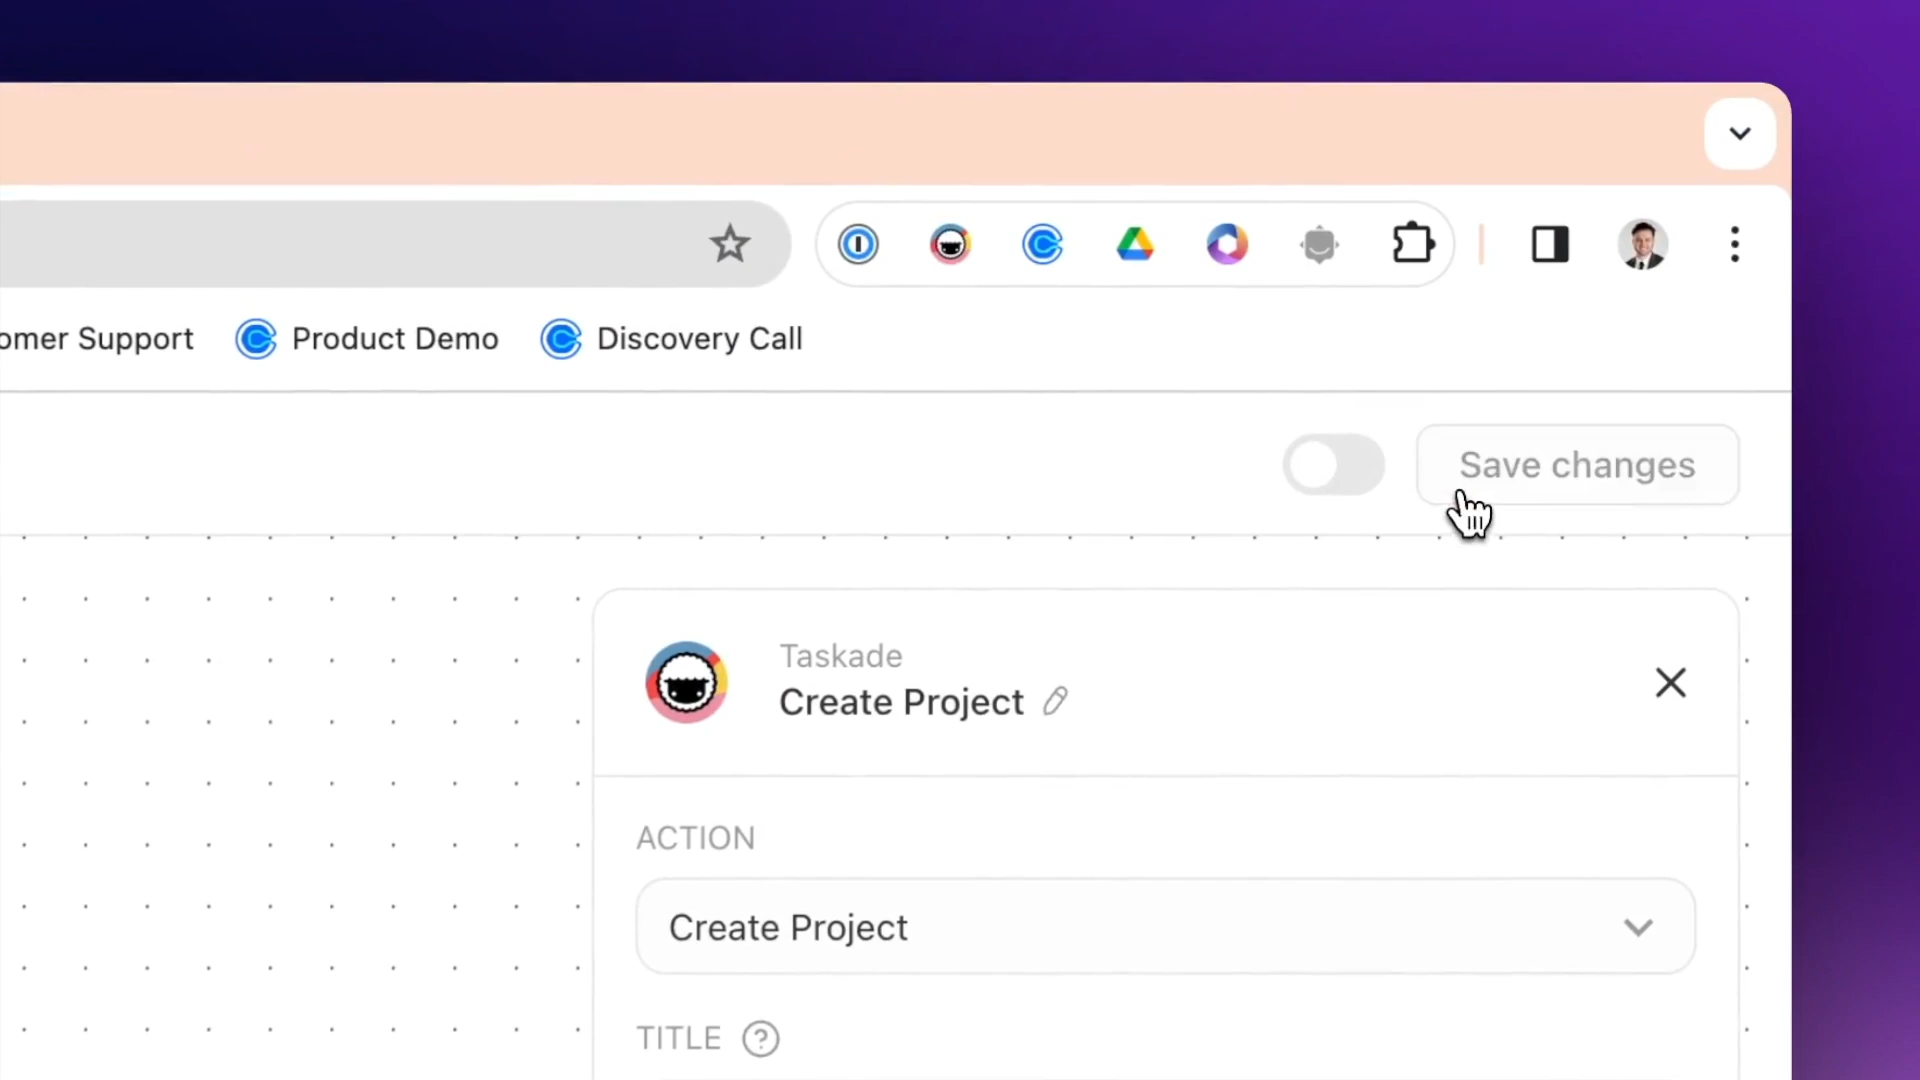 omer Support
Product Demo
Discovery Call
Save changes
Taskade
Create Project
ACTION
Create Project
TITLE ?